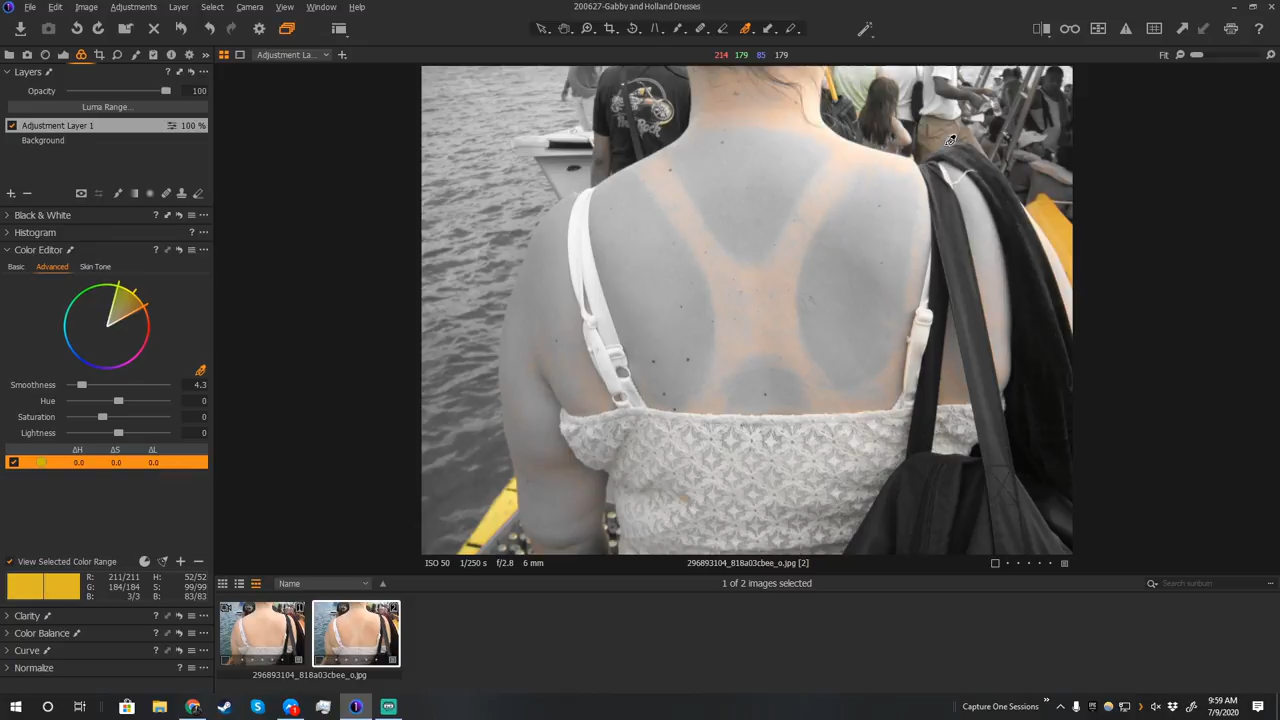 200627-Gabby and Holland Dresses
File Edit View Adjustments Layer Select Camera Image Window Help
Adjustment La...
214 179 85 179
Fit
Layers
Opacity 100
Luma Range...
Adjustment Layer 1 100 %
Background
Black & White
Histogram
Color Editor
Basic Advanced Skin Tone
Smoothness 4.3
Hue 0
Saturation 0
Lightness 0
ΔH ΔS ΔL
0.0 0.0 0.0
View Selected Color Range
R: 211/211 H: 52/52
G: 184/184 S: 99/99
B: 3/3 B: 83/83
Clarity
Color Balance
Curve
Normalize
ISO 50 1/250 s f/2.8 6 mm
296893104_818a03cbee_o.jpg [2]
Name
1 of 2 images selected
Search sunburn
296893104_818a03cbee_o.jpg
Capture One Sessions
9:59 AM
7/9/2020